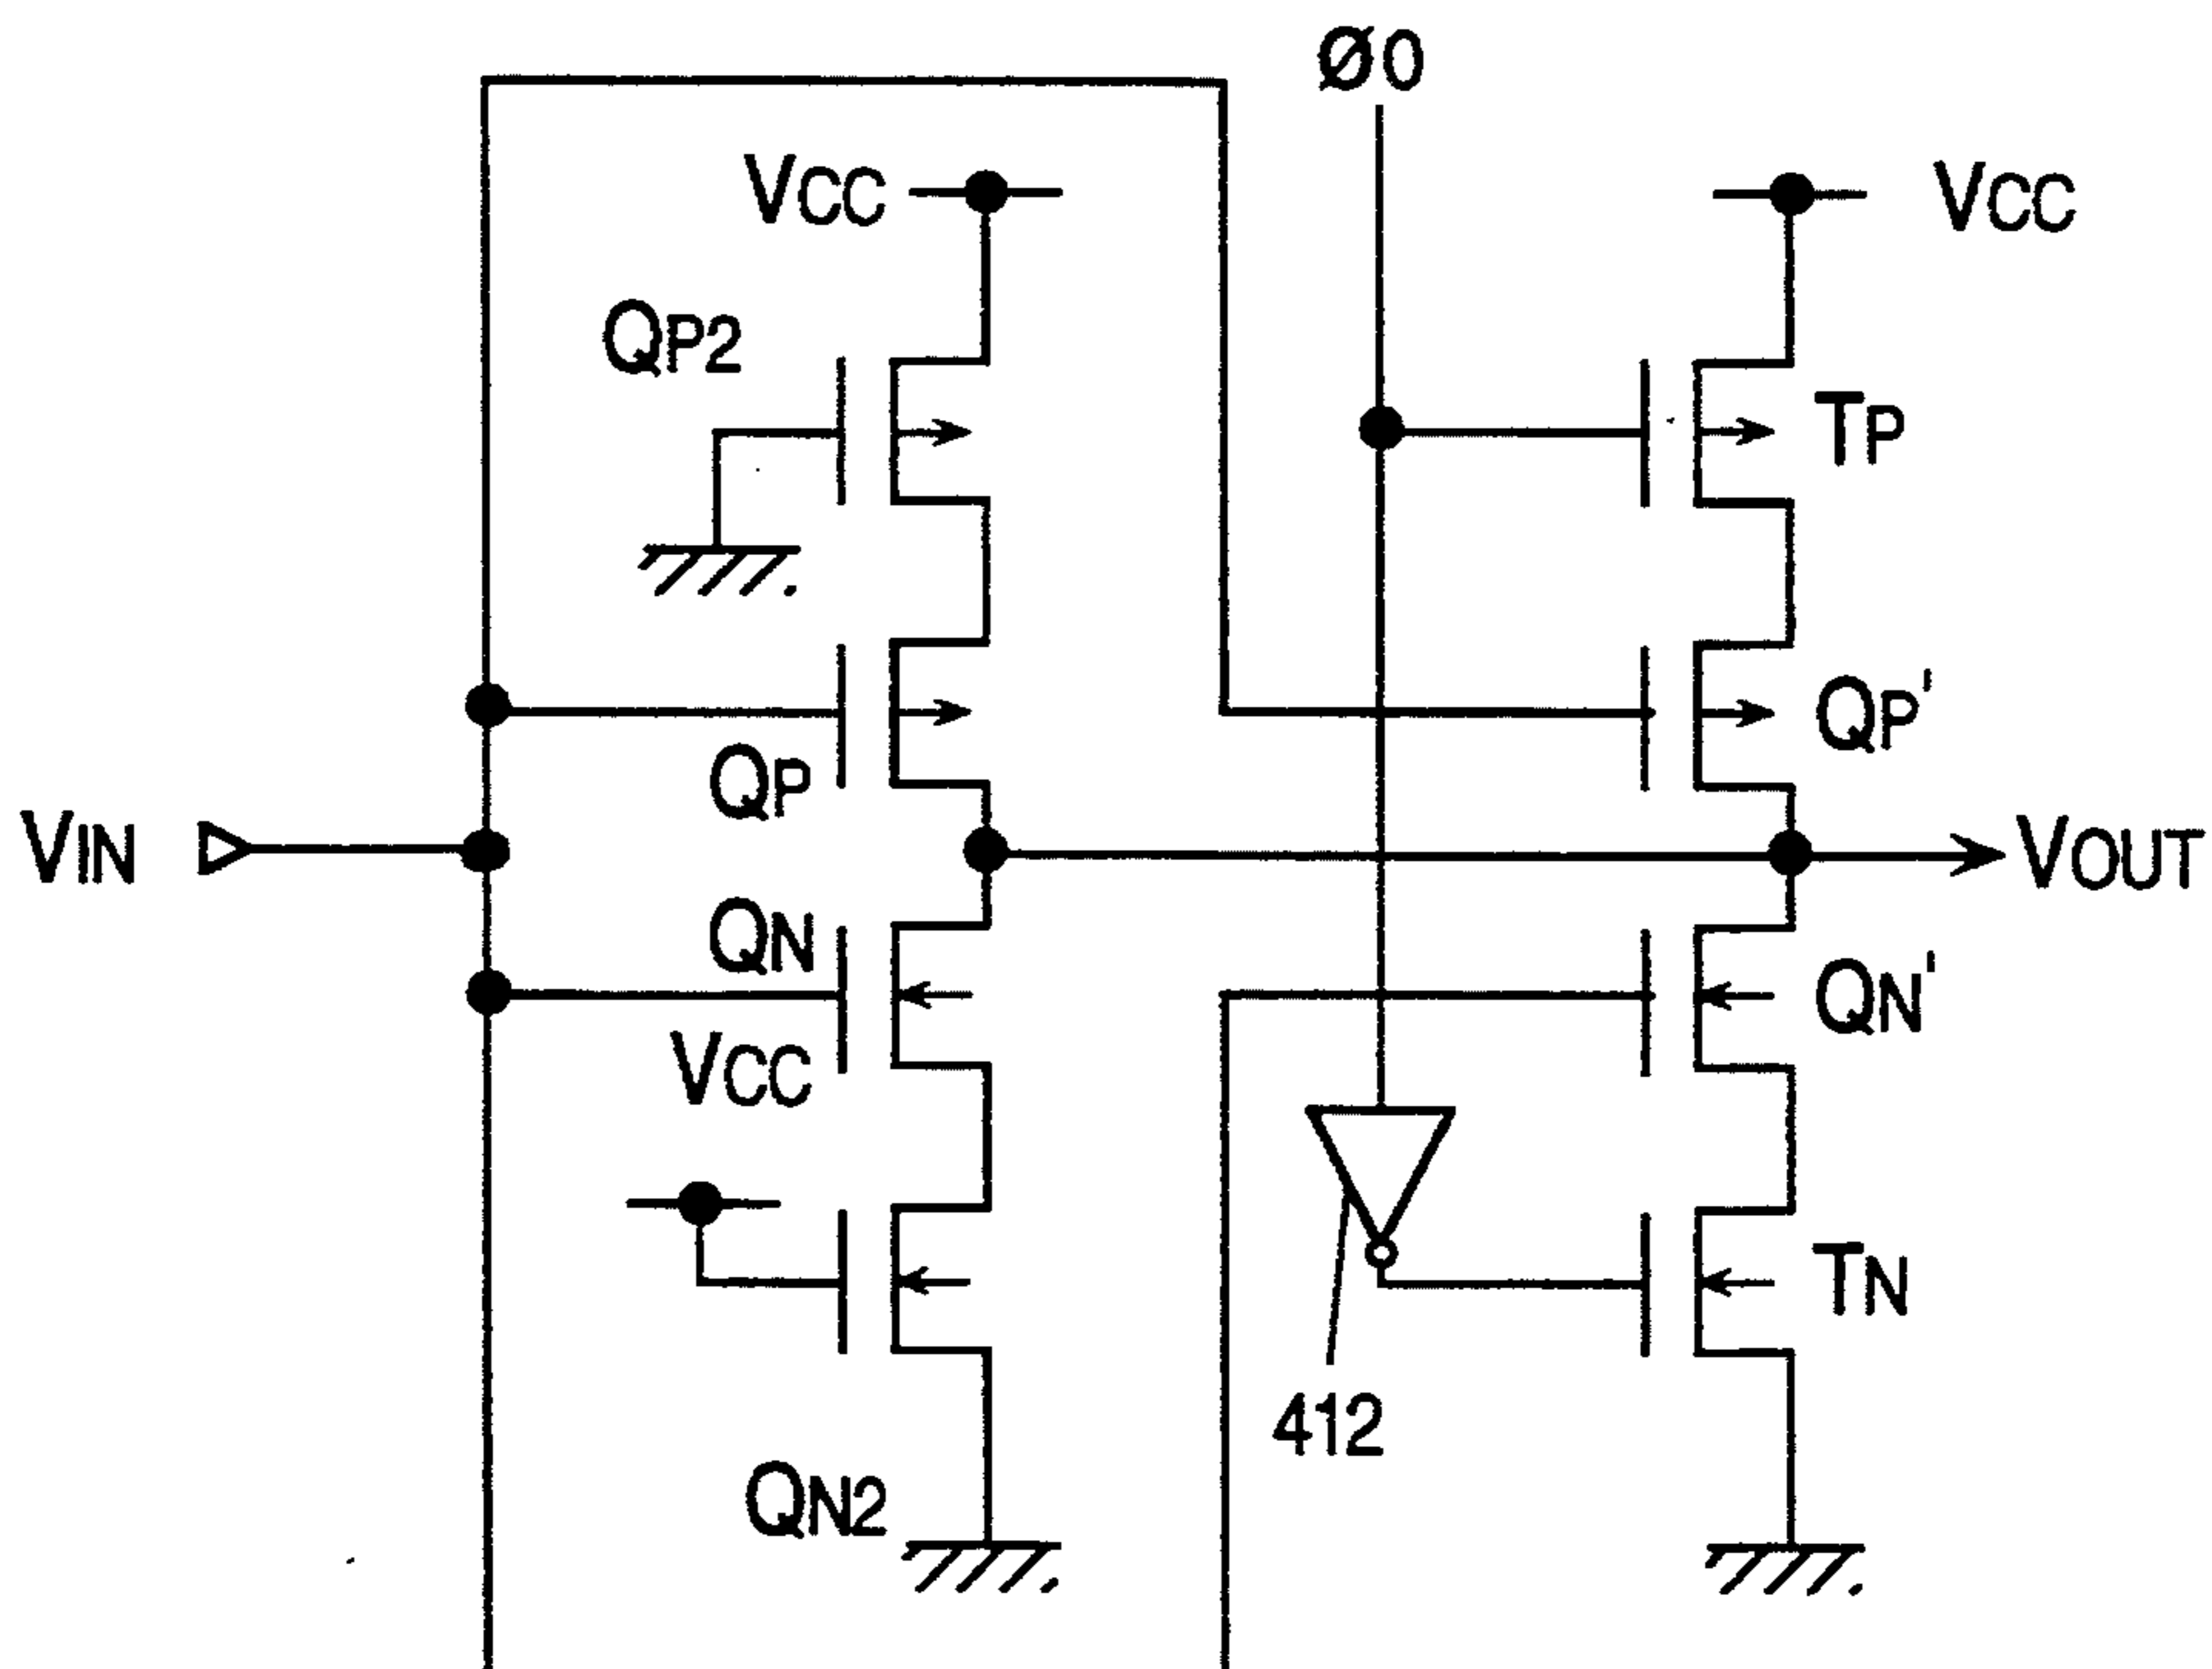 Ø0
VCC
VCC
QP2
TP
QP'
QP
VIN
VOUT
QN
QN'
VCC
TN
412
QN2